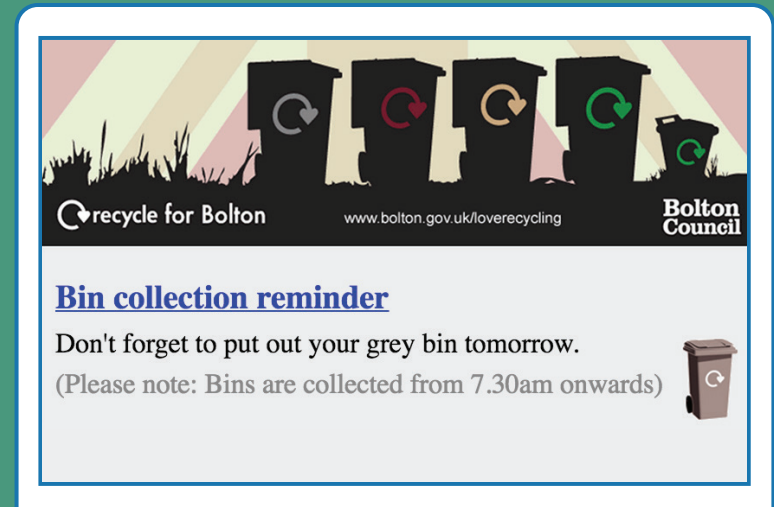 recycle for Bolton
www.bolton.gov.uk/loverecycling
Bolton
Council
Bin collection reminder
Don't forget to put out your grey bin tomorrow.
(Please note: Bins are collected from 7.30am onwards)